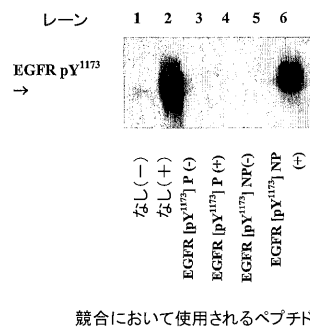 レーン 1 2 3 4 5 6
EGFR pY1173
→
なし(−)
なし(+)
EGFR [pY1173] P (-)
EGFR [pY1173] P (+)
EGFR [pY1173] NP(-)
EGFR [pY1173] NP
(+)
競合において使用されるペプチド